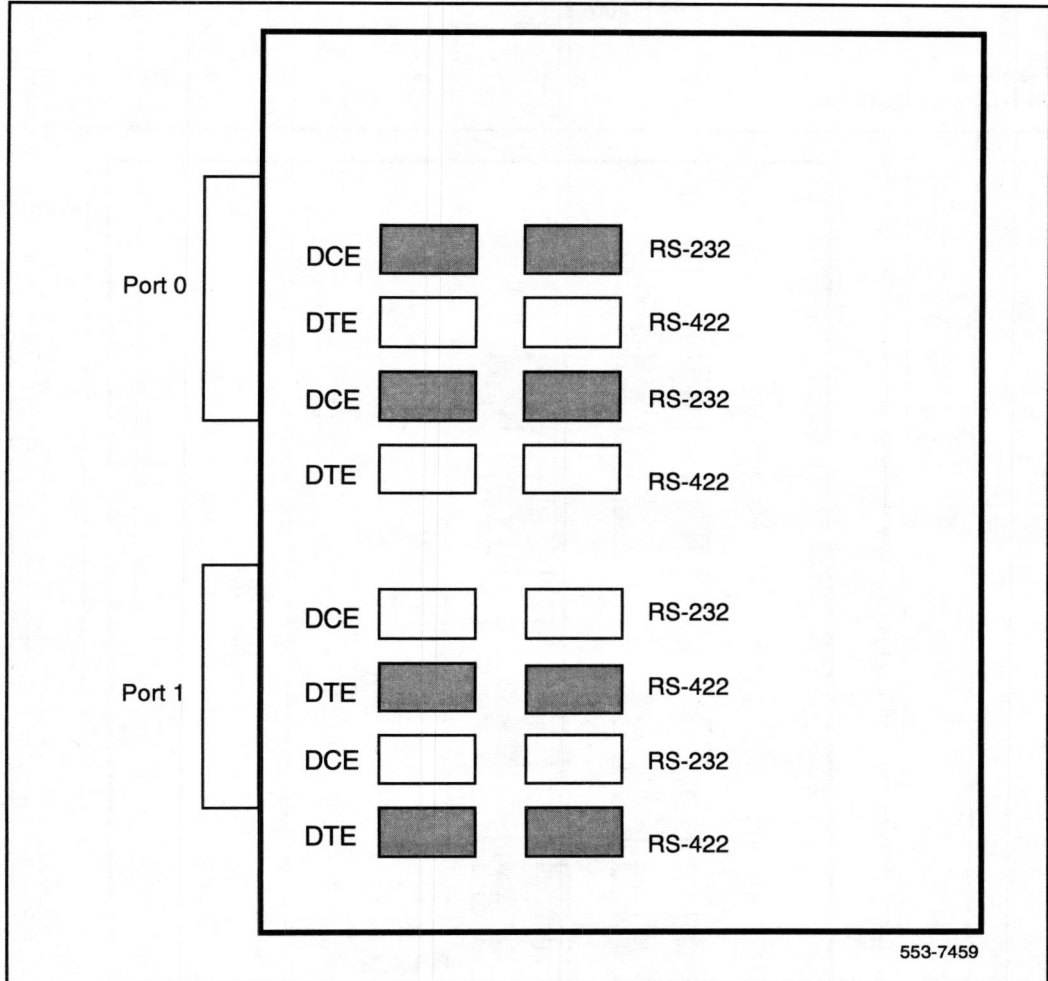 Port 0
DCE RS-232
DTE RS-422
DCE RS-232
DTE RS-422
Port 1
DCE RS-232
DTE RS-422
DCE RS-232
DTE RS-422
553-7459